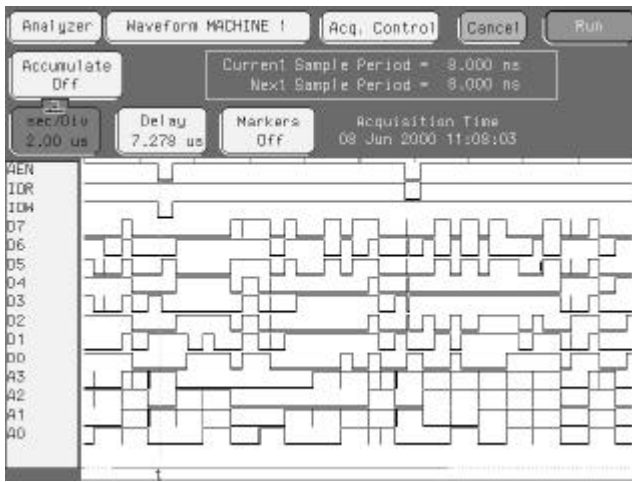 Analyzer Waveform MACHINE 1 Acq. Control Cancel Run
Accumulate
Off
Current Sample Period = 8.000 ns
Next Sample Period = 8.000 ns
sec/Div Delay Markers Acquisition Time
2.00 us 7.278 us Off 08 Jun 2000 11:08:03
AEN
IOR
IOW
D7
D6
D5
D4
D3
D2
D1
D0
A3
A2
A1
A0
t